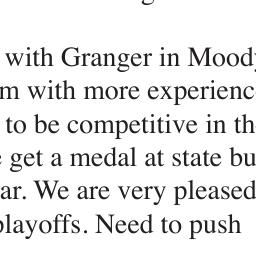 with Granger in Moody
m with more experienc
to be competitive in th
get a medal at state bu
ar. We are very pleased
playoffs. Need to push